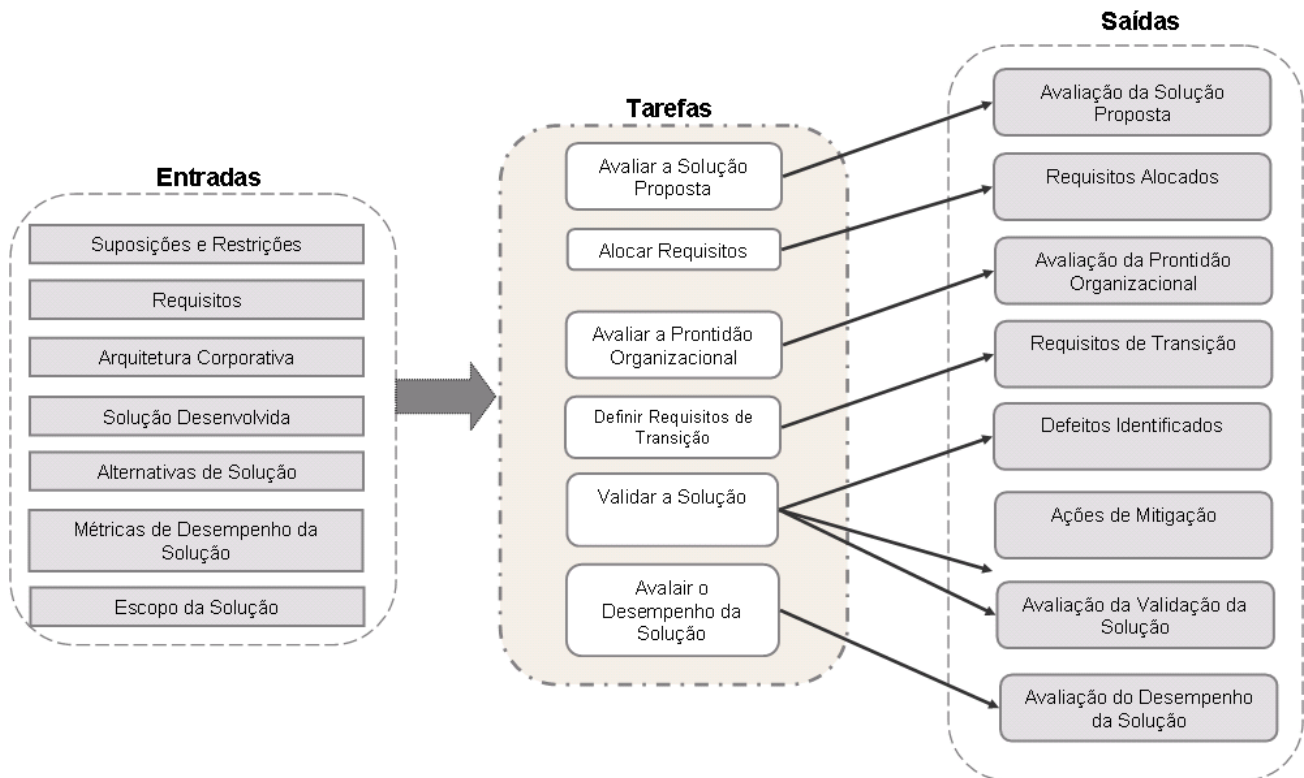 Entradas
Suposições e Restrições
Requisitos
Arquitetura Corporativa
Solução Desenvolvida
Alternativas de Solução
Métricas de Desempenho da
Solução
Escopo da Solução
Tarefas
Avaliar a Solução
Proposta
Alocar Requisitos
Avaliar a Prontidão
Organizacional
Definir Requisitos de
Transição
Validar a Solução
Avalair o
Desempenho da
Solução
Saídas
Avaliação da Solução
Proposta
Requisitos Alocados
Avaliação da Prontidão
Organizacional
Requisitos de Transição
Defeitos Identificados
Ações de Mitigação
Avaliação da Validação da
Solução
Avaliação do Desempenho
da Solução